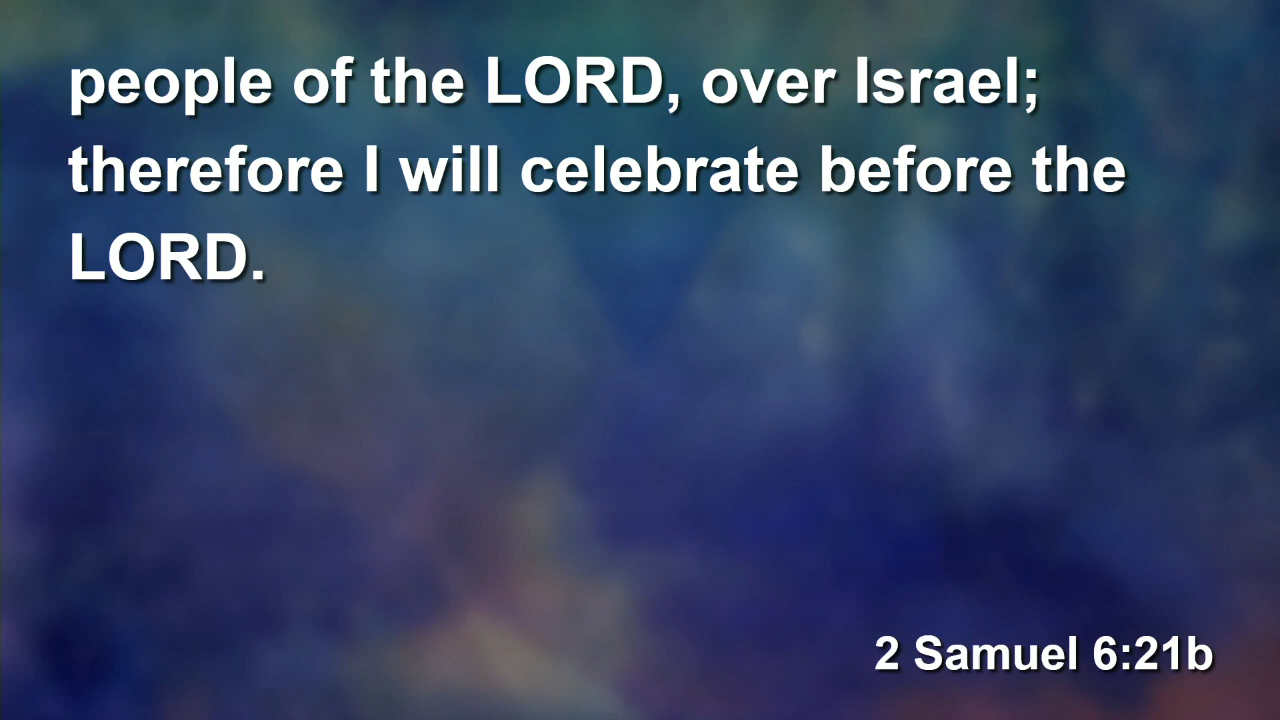 people of the LORD, over Israel;
therefore I will celebrate before the
LORD.
2 Samuel 6:21b